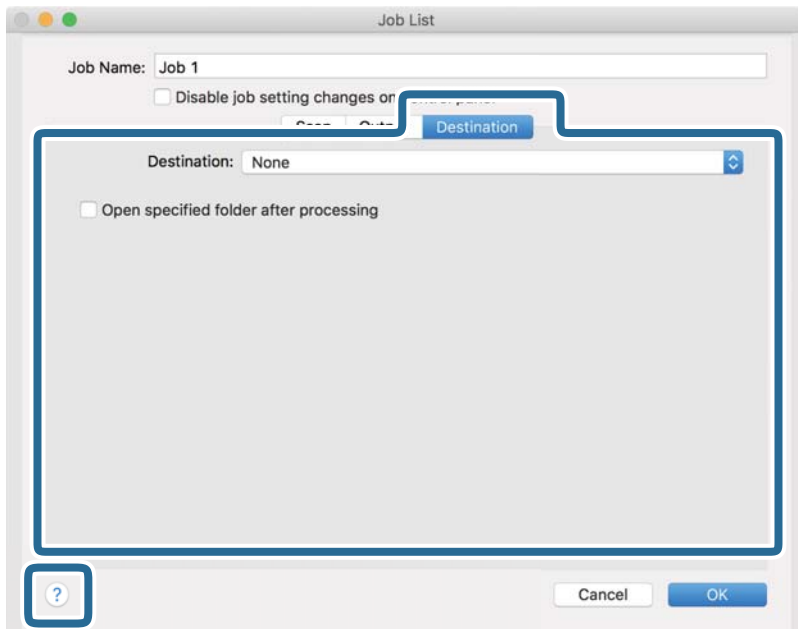 Job List
Job Name: Job 1
Disable job setting changes on
Destination
Destination: None
Open specified folder after processing
?
Cancel OK